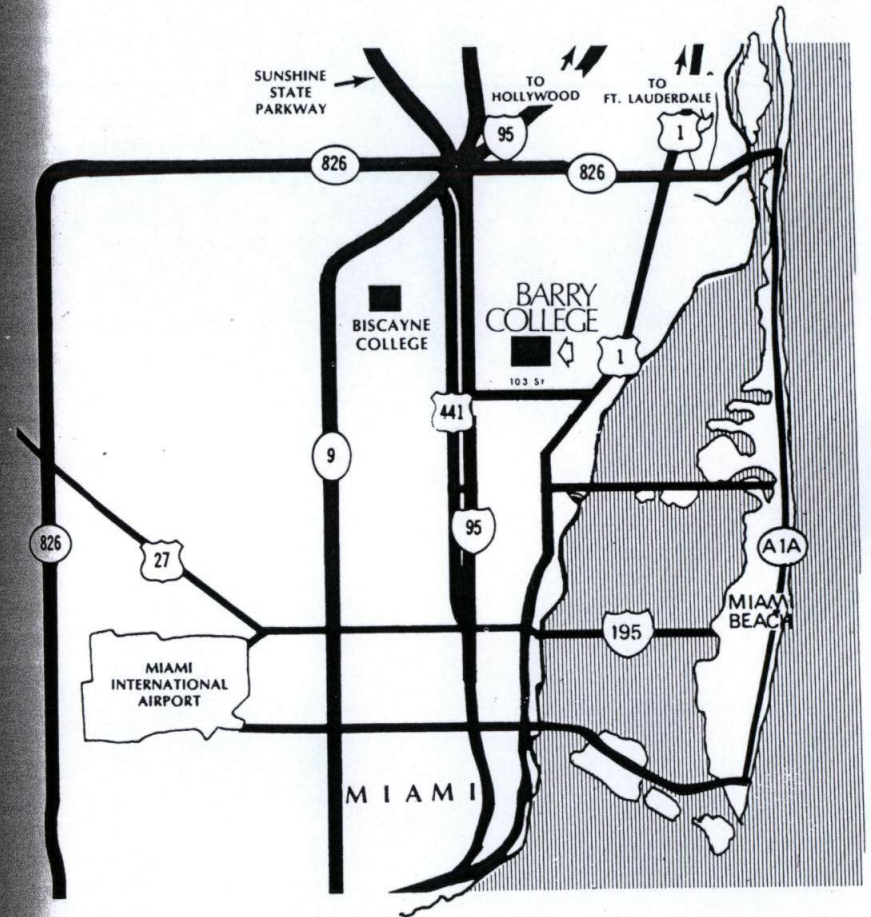 SUNSHINE
STATE
PARKWAY
TO
HOLLYWOOD
TO
FT. LAUDERDALE
95
1
826
826
BISCAYNE
COLLEGE
BARRY
COLLEGE
103 St
1
441
9
95
826
27
A1A
MIAMI
BEACH
195
MIAMI
INTERNATIONAL
AIRPORT
MIAMI